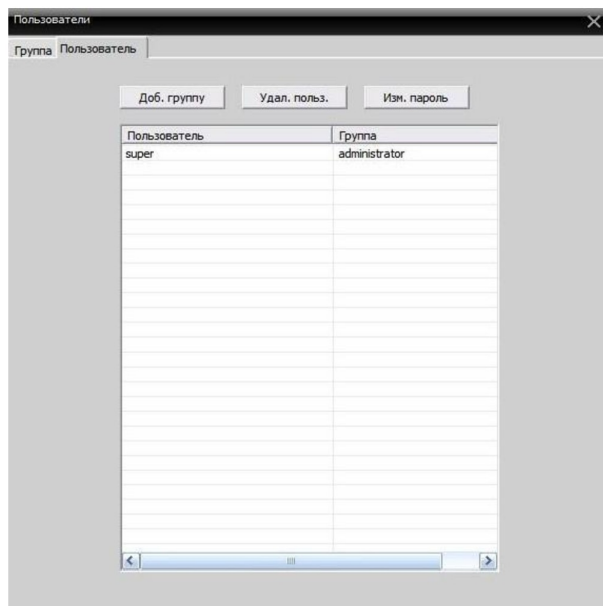 Пользователи
Группа Пользователь
Доб. группу Удал. польз. Изм. пароль
Пользователь Группа
super administrator